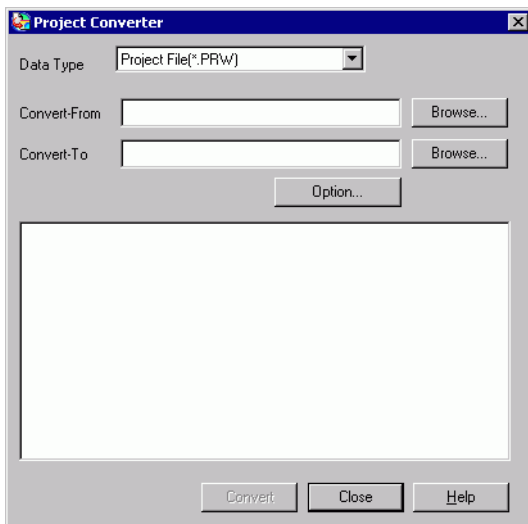 Project Converter
Data Type Project File(*.PRW)
Convert-From Browse...
Convert-To Browse...
Option...
Convert Close Help